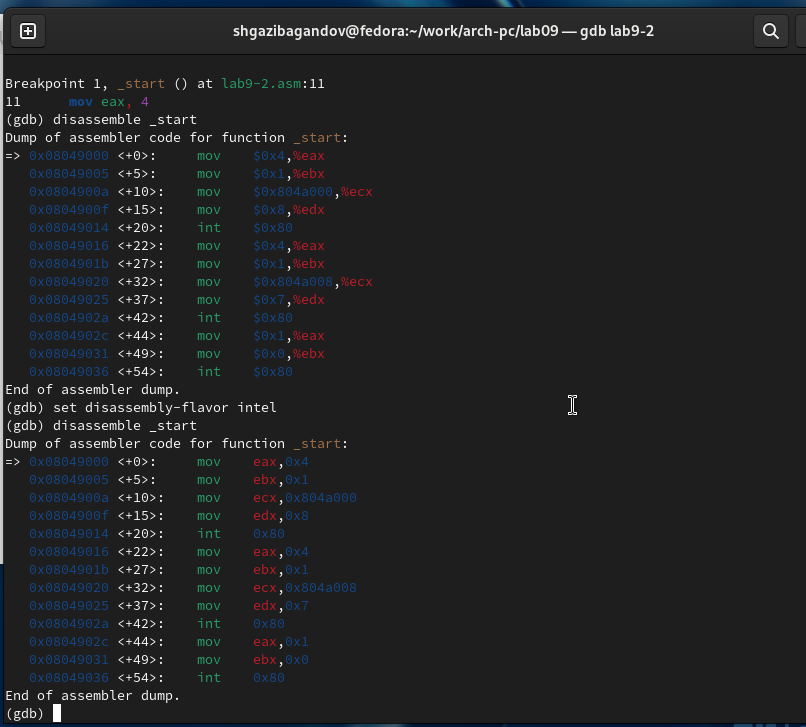 shgazibagandov@fedora:~/work/arch-pc/lab09 — gdb lab9-2
Breakpoint 1, _start () at lab9-2.asm:11
11      mov eax, 4
(gdb) disassemble _start
Dump of assembler code for function _start:
=> 0x08049000 <+0>:     mov    $0x4,%eax
   0x08049005 <+5>:     mov    $0x1,%ebx
   0x0804900a <+10>:    mov    $0x804a000,%ecx
   0x0804900f <+15>:    mov    $0x8,%edx
   0x08049014 <+20>:    int    $0x80
   0x08049016 <+22>:    mov    $0x4,%eax
   0x0804901b <+27>:    mov    $0x1,%ebx
   0x08049020 <+32>:    mov    $0x804a008,%ecx
   0x08049025 <+37>:    mov    $0x7,%edx
   0x0804902a <+42>:    int    $0x80
   0x0804902c <+44>:    mov    $0x1,%eax
   0x08049031 <+49>:    mov    $0x0,%ebx
   0x08049036 <+54>:    int    $0x80
End of assembler dump.
(gdb) set disassembly-flavor intel
(gdb) disassemble _start
Dump of assembler code for function _start:
=> 0x08049000 <+0>:     mov    eax,0x4
   0x08049005 <+5>:     mov    ebx,0x1
   0x0804900a <+10>:    mov    ecx,0x804a000
   0x0804900f <+15>:    mov    edx,0x8
   0x08049014 <+20>:    int    0x80
   0x08049016 <+22>:    mov    eax,0x4
   0x0804901b <+27>:    mov    ebx,0x1
   0x08049020 <+32>:    mov    ecx,0x804a008
   0x08049025 <+37>:    mov    edx,0x7
   0x0804902a <+42>:    int    0x80
   0x0804902c <+44>:    mov    eax,0x1
   0x08049031 <+49>:    mov    ebx,0x0
   0x08049036 <+54>:    int    0x80
End of assembler dump.
(gdb)